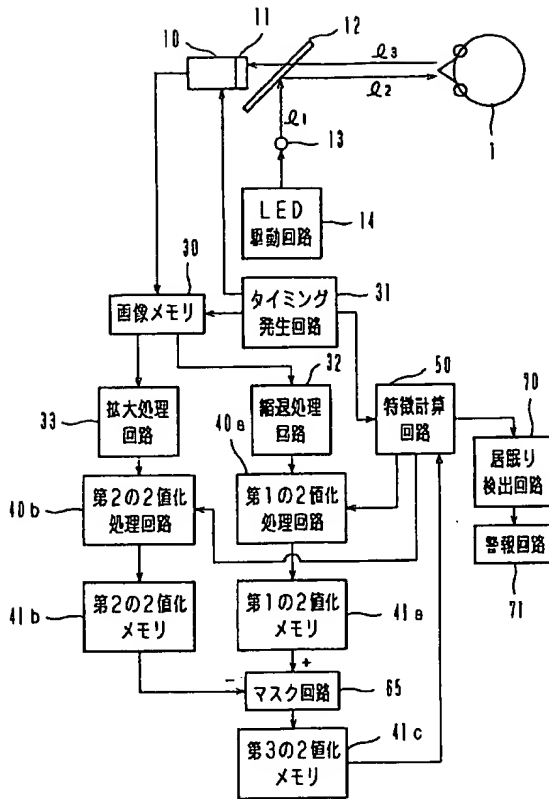 10
11
12
ℓ3
ℓ2
ℓ1
1
13
LED
駆動回路
14
30
画像メモリ
タイミング
発生回路
31
32
50
33
拡大処理
回路
縮退処理
回路
40a
特徴計算
回路
70
居眠り
検出回路
40b
第2の2値化
処理回路
第1の2値化
処理回路
警報回路
71
41b
第2の2値化
メモリ
第1の2値化
メモリ
41a
-
+
マスク回路
65
第3の2値化
メモリ
41c